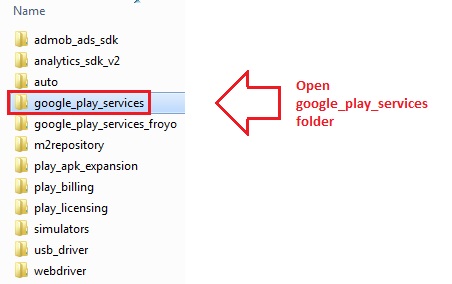 Name
admob_ads_sdk
analytics_sdk_v2
auto
google_play_services
google_play_services_froyo
m2repository
play_apk_expansion
play_billing
play_licensing
simulators
usb_driver
webdriver
Open
google_play_services
folder